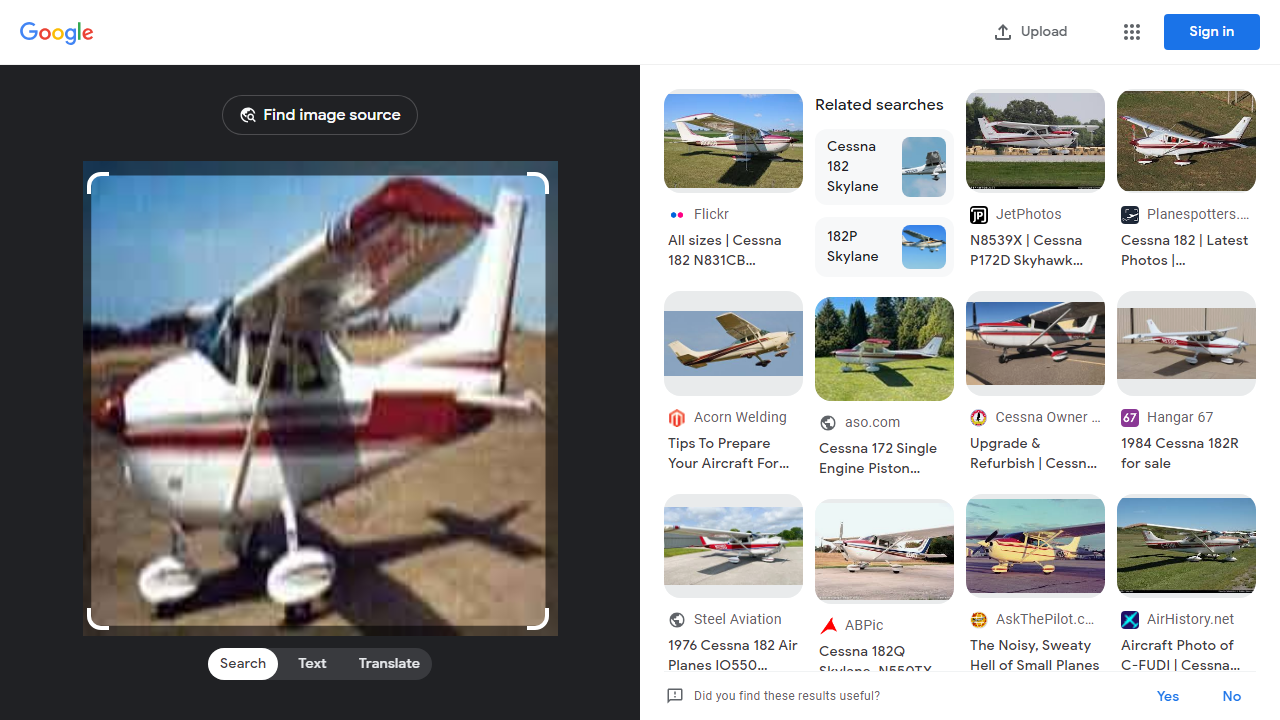 Google
Upload
Sign in
Find image source
Search
Text
Translate
Flickr
All sizes | Cessna
182 N831CB...
Related searches
Cessna
182
Skylane
182P
Skylane
JetPhotos
N8539X | Cessna
P172D Skyhawk...
Planespotters....
Cessna 182 | Latest
Photos |...
Acorn Welding
Tips To Prepare
Your Aircraft For...
aso.com
Cessna 172 Single
Engine Piston...
Cessna Owner ...
Upgrade &
Refurbish | Cessn...
67
Hangar 67
1984 Cessna 182R
for sale
Steel Aviation
1976 Cessna 182 Air
Planes IO550...
ABPic
Cessna 182Q
Skylane, N550TX
AskThePilot.c...
The Noisy, Sweaty
Hell of Small Planes
AirHistory.net
Aircraft Photo of
C-FUDI | Cessna...
Did you find these results useful?
Yes
No